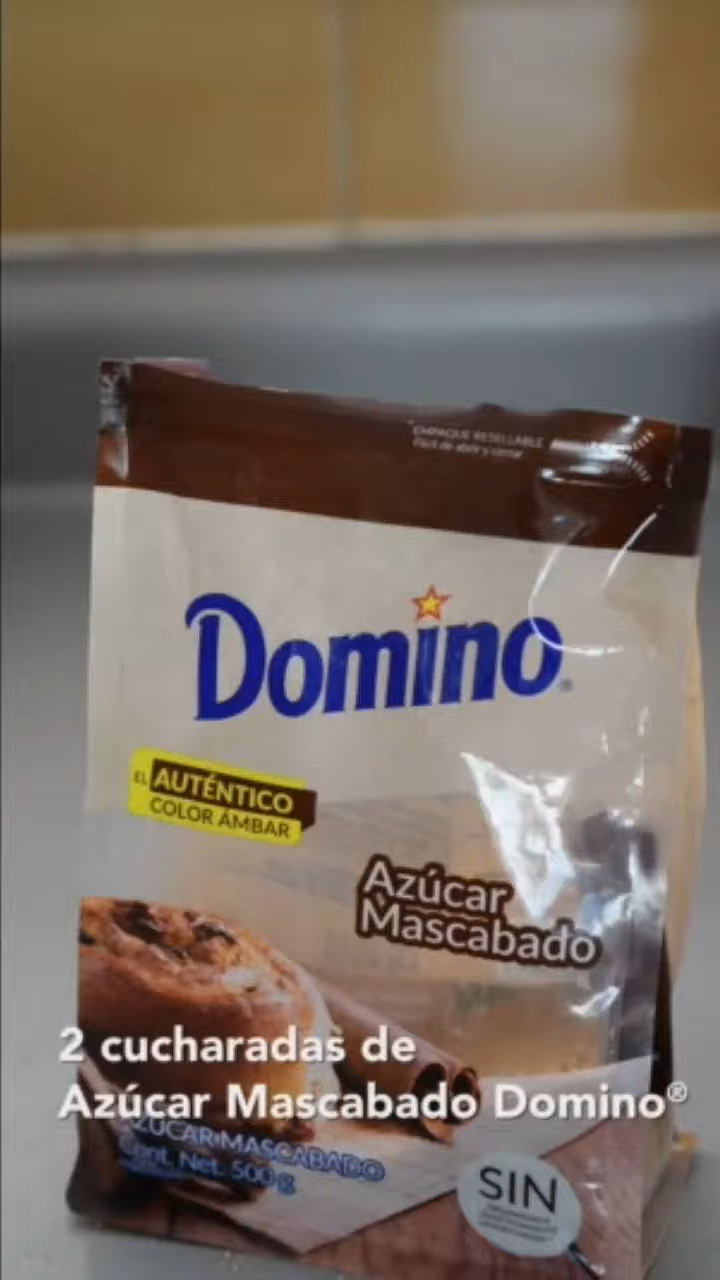 EMPAQUE RESELLABLE
Fácil de abrir y cerrar
Domino®
EL AUTÉNTICO
COLOR ÁMBAR
Azúcar
Mascabado
2 cucharadas de
Azúcar Mascabado Domino®
AZÚCAR MASCABADO
Cont. Net. 500 g
SIN